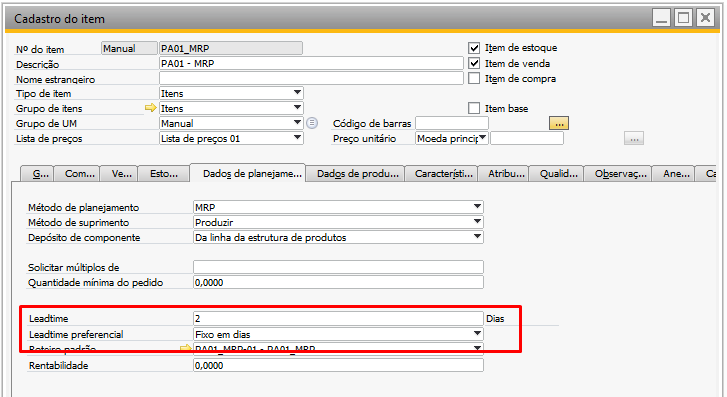 Cadastro do item
Nº do item Manual PA01_MRP Item de estoque
Descrição PA01 - MRP Item de venda
Nome estrangeiro Item de compra
Tipo de item Itens
Grupo de itens Itens Item base
Grupo de UM Manual Código de barras ...
Lista de preços Lista de preços 01 Preço unitário Moeda princip ...
G... Com... Ve... Esto... Dados de planejame... Dados de produ... Característi... Atribu... Qualid... Observaç... Ane... Ca
Método de planejamento MRP
Método de suprimento Produzir
Depósito de componente Da linha da estrutura de produtos
Solicitar múltiplos de
Quantidade mínima do pedido 0,0000
Leadtime 2 Dias
Leadtime preferencial Fixo em dias
Roteiro padrão PA01_MRP-01 - PA01_MRP
Rentabilidade 0,0000